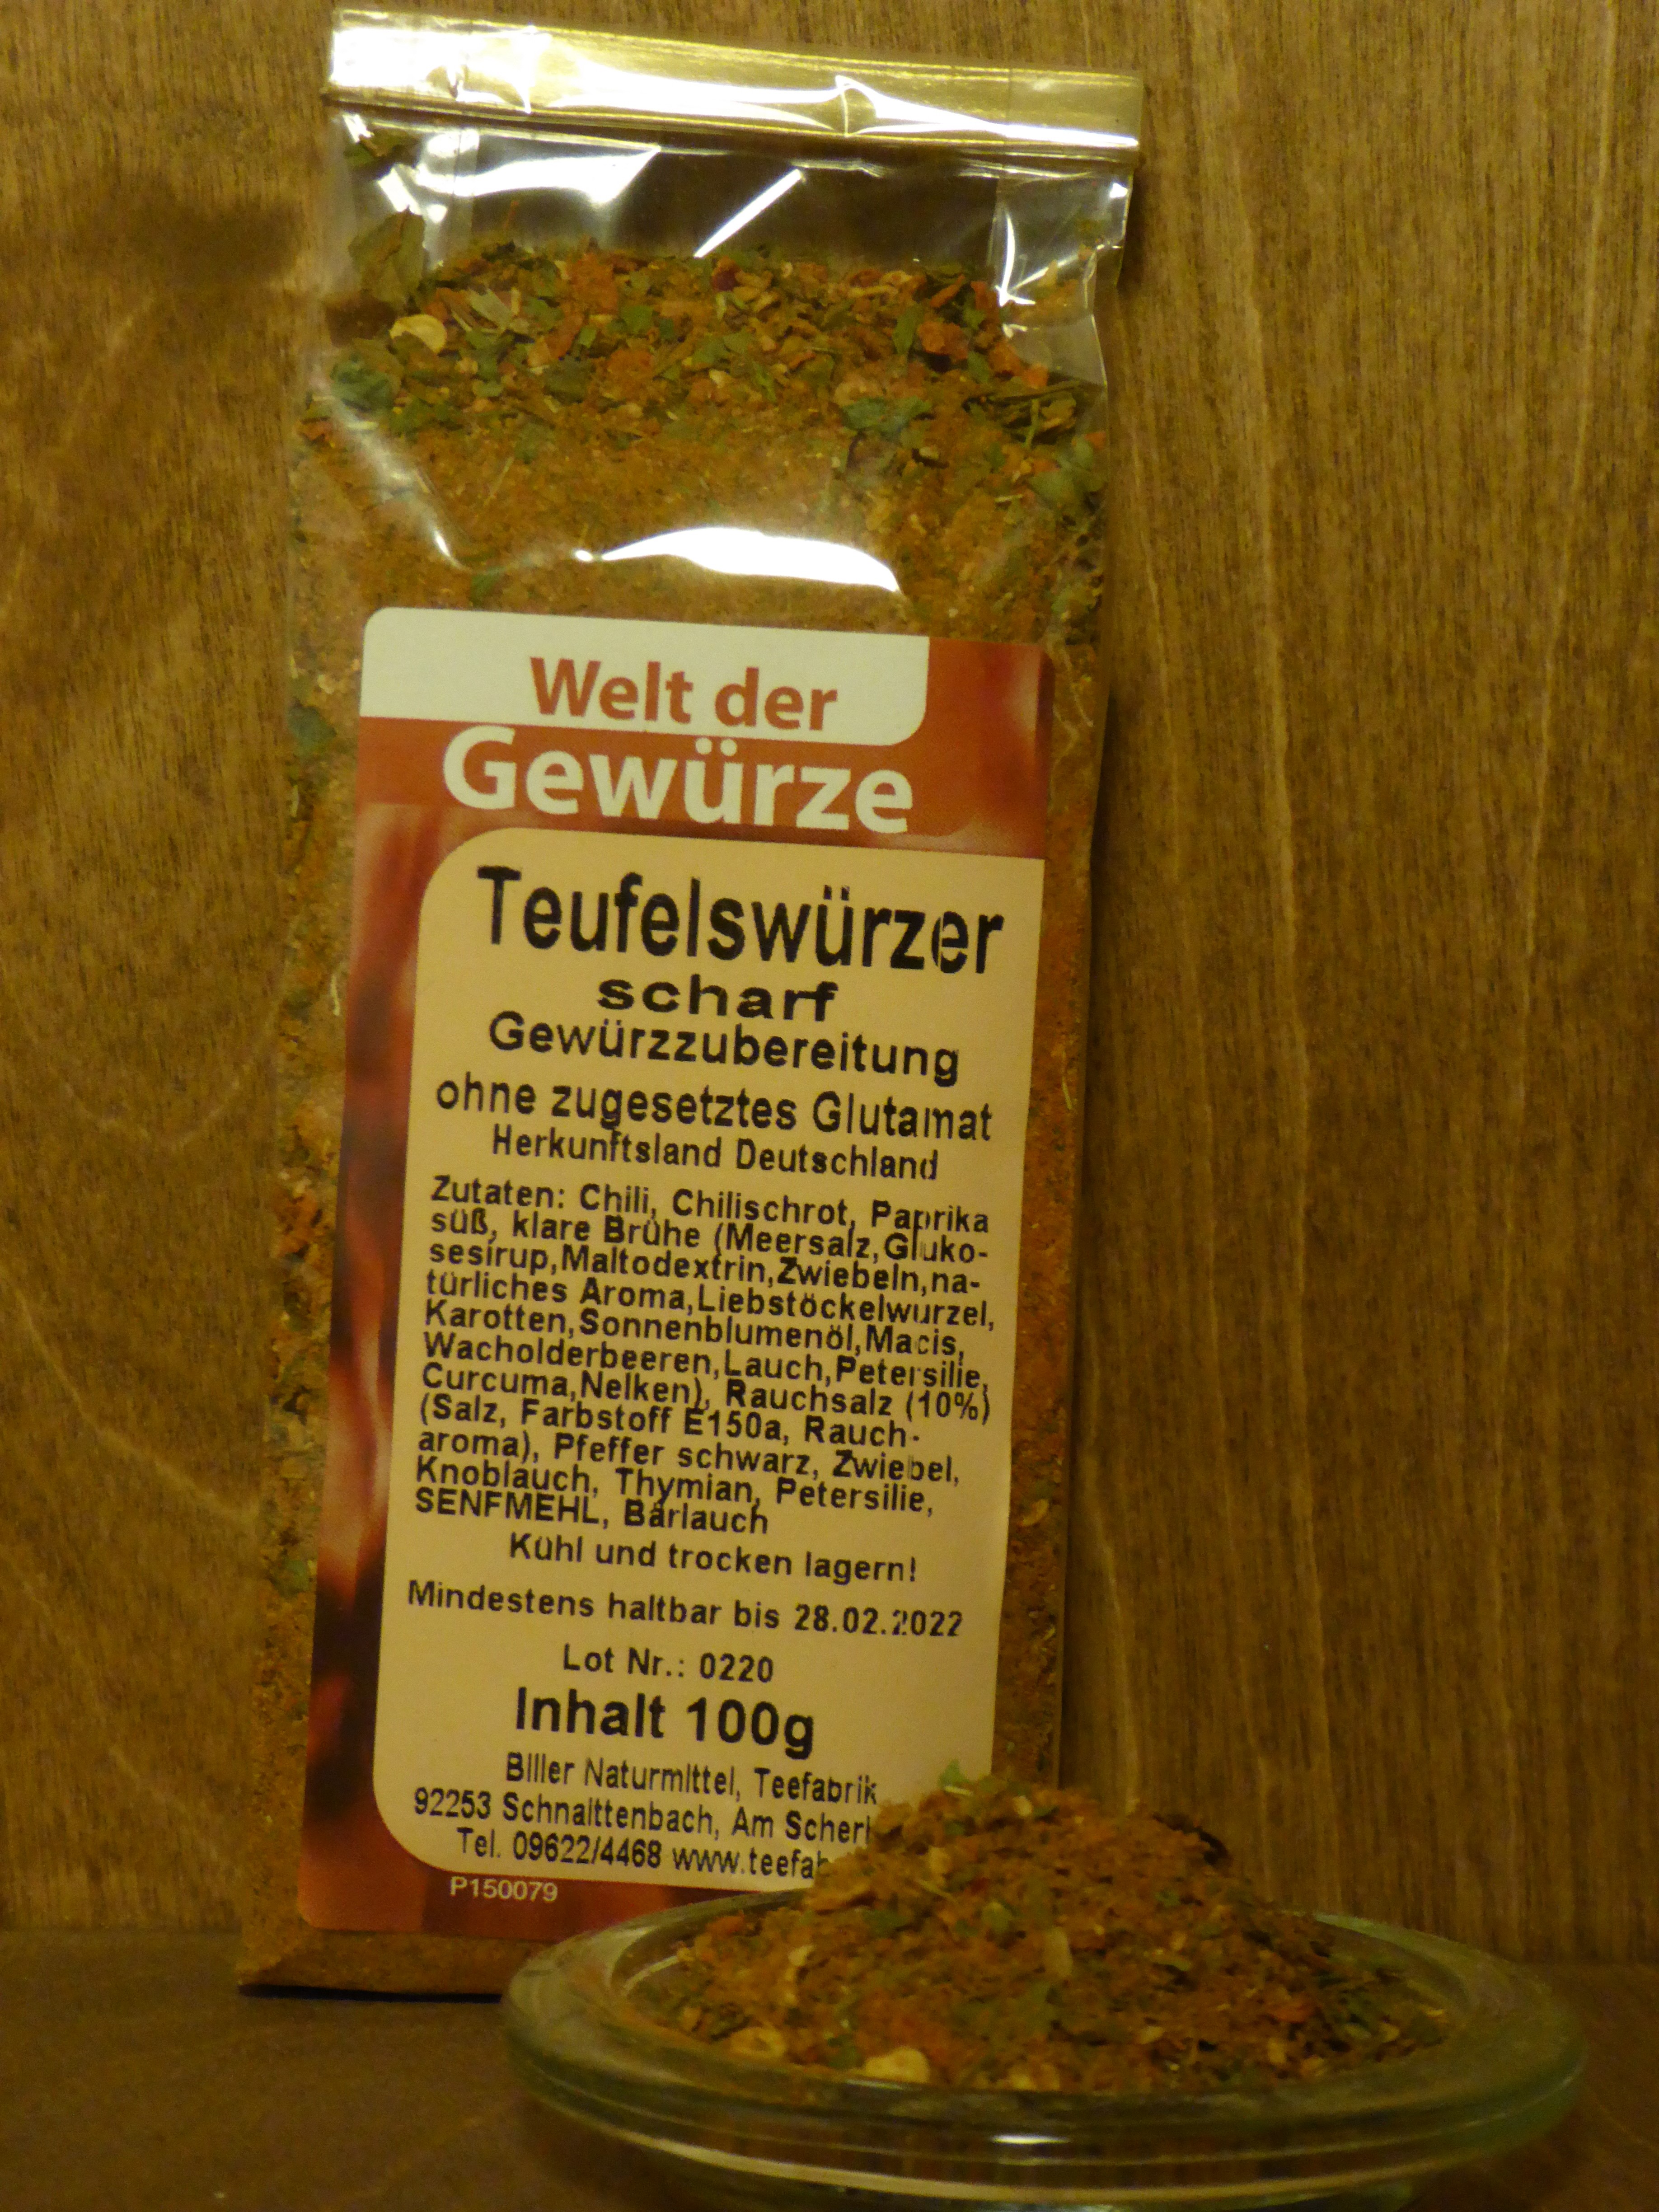 Welt der
Gewürze
Teufelswürzer
scharf
Gewürzzubereitung
ohne zugesetztes Glutamat
Herkunftsland Deutschland
Zutaten: Chili, Chilischrot, Paprika
süß, klare Brühe (Meersalz,Gluko-
sesirup,Maltodextrin,Zwiebeln,na-
türliches Aroma,Liebstöckelwurzel,
Karotten,Sonnenblumenöl,Macis,
Wacholderbeeren,Lauch,Petersilie,
Curcuma,Nelken), Rauchsalz (10%)
(Salz, Farbstoff E150a, Rauch-
aroma), Pfeffer schwarz, Zwiebel,
Knoblauch, Thymian, Petersilie,
SENFMEHL, Bärlauch
Kühl und trocken lagern!
Mindestens haltbar bis 28.02.2022
Lot Nr.: 0220
Inhalt 100g
Biller Naturmittel, Teefabrik
92253 Schnaittenbach, Am
Tel. 09622/4468
P150079